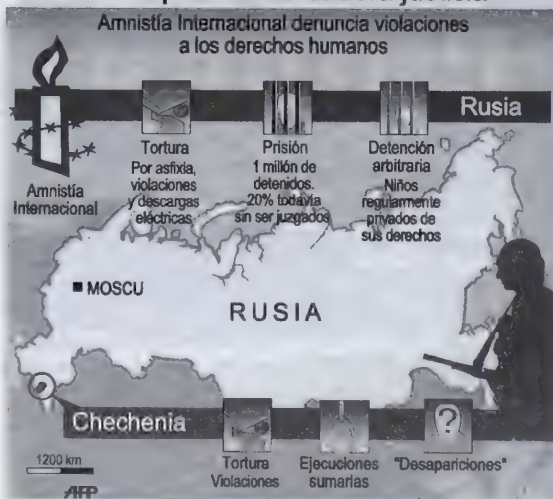 Amnistía Internacional denuncia violaciones
a los derechos humanos
Rusia
Amnistía
Internacional
Tortura
Por asfixia,
violaciones
y descargas
eléctricas
Prisión
1 millón de
detenidos.
20% todavía
sin ser juzgados
Detención
arbitraria
Niños
regularmente
privados de
sus derechos
MOSCU
RUSIA
Chechenia
?
Tortura
Violaciones
Ejecuciones
sumarias
"Desapariciones"
1200 km
AFP